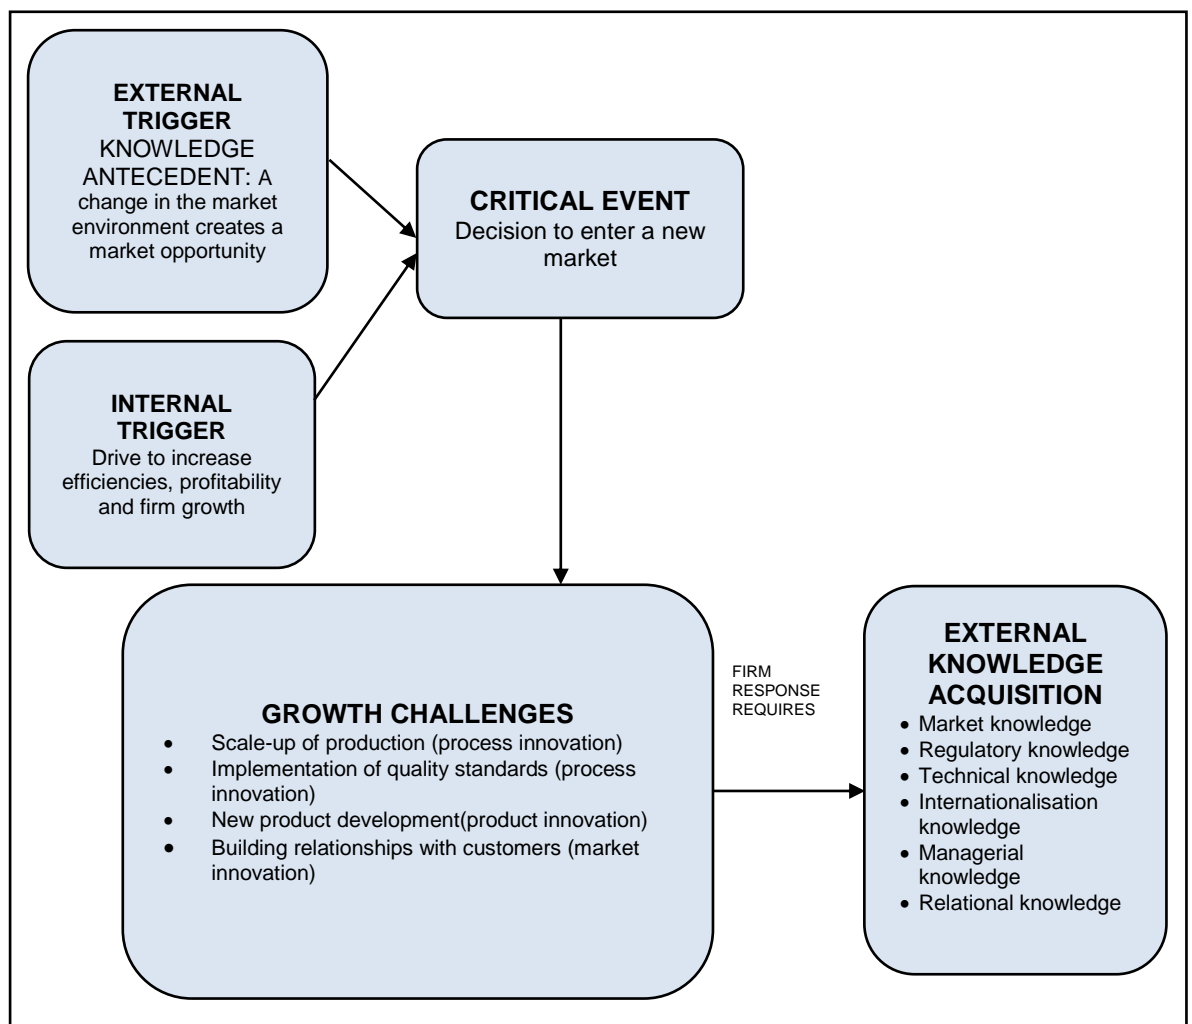 EXTERNAL
TRIGGER
KNOWLEDGE
ANTECEDENT: A
change in the market
environment creates a
market opportunity
CRITICAL EVENT
Decision to enter a new
market
INTERNAL
TRIGGER
Drive to increase
efficiencies, profitability
and firm growth
GROWTH CHALLENGES
• Scale-up of production (process innovation)
• Implementation of quality standards (process
innovation)
• New product development(product innovation)
• Building relationships with customers (market
innovation)
FIRM
RESPONSE
REQUIRES
EXTERNAL
KNOWLEDGE
ACQUISITION
• Market knowledge
• Regulatory knowledge
• Technical knowledge
• Internationalisation
knowledge
• Managerial
knowledge
• Relational knowledge